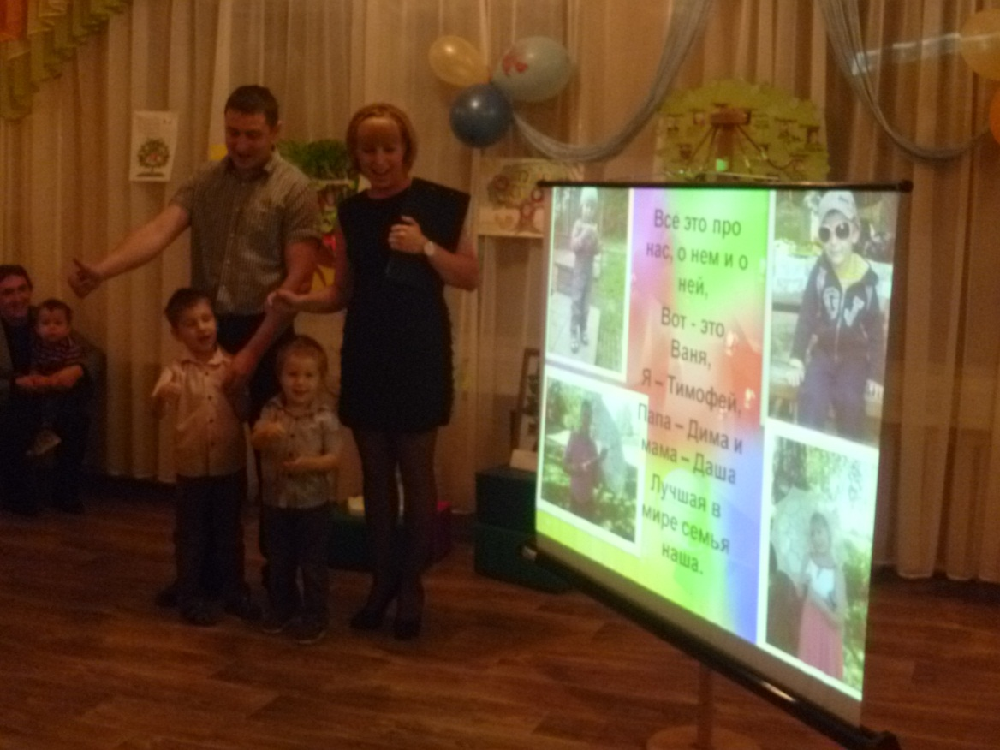 Все это про
нас, о нем и о
ней,
Вот - это
Ваня,
Я – Тимофей,
Папа – Дима и
мама – Даша
Лучшая в
мире семья
наша.